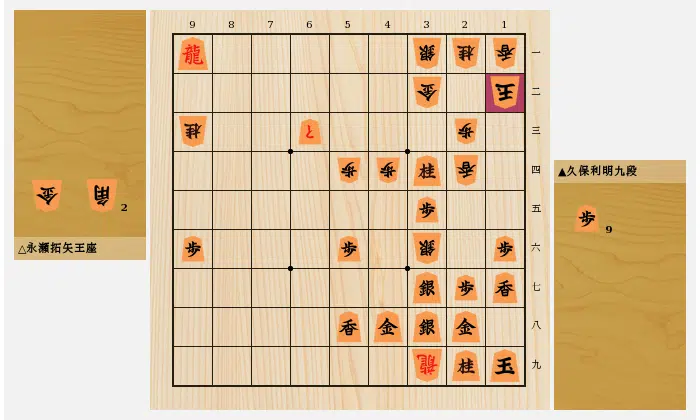 9 8 7 6 5 4 3 2 1
龍 銀 桂 香 一
金 王 二
桂 と 歩 三
歩 歩 桂 香 四
歩 五
歩 歩 銀 歩 六
銀 歩 香 七
香 金 銀 金 八
龍 桂 玉 九
金 角 2
△永瀬拓矢王座
▲久保利明九段
歩 9